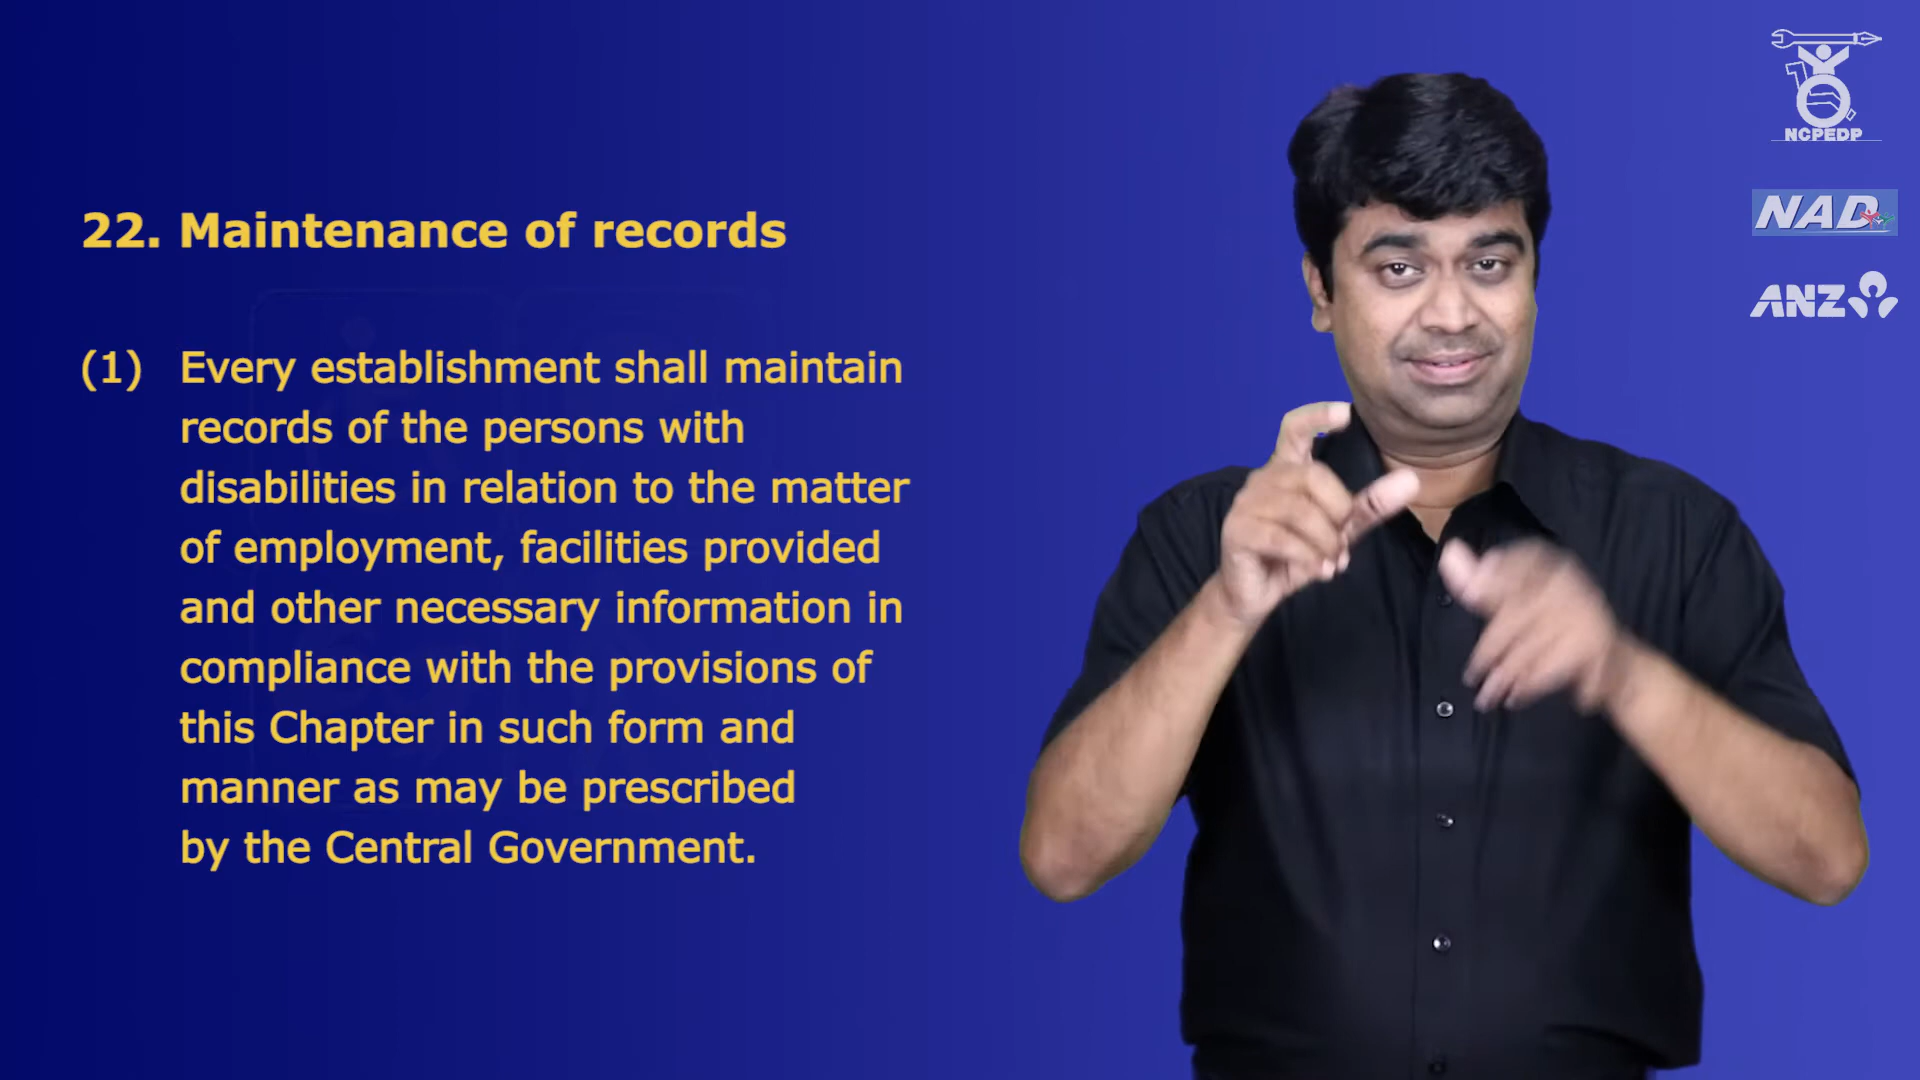 22. Maintenance of records
(1) Every establishment shall maintain
records of the persons with
disabilities in relation to the matter
of employment, facilities provided
and other necessary information in
compliance with the provisions of
this Chapter in such form and
manner as may be prescribed
by the Central Government.
NCPEDP
NAD
ANZ